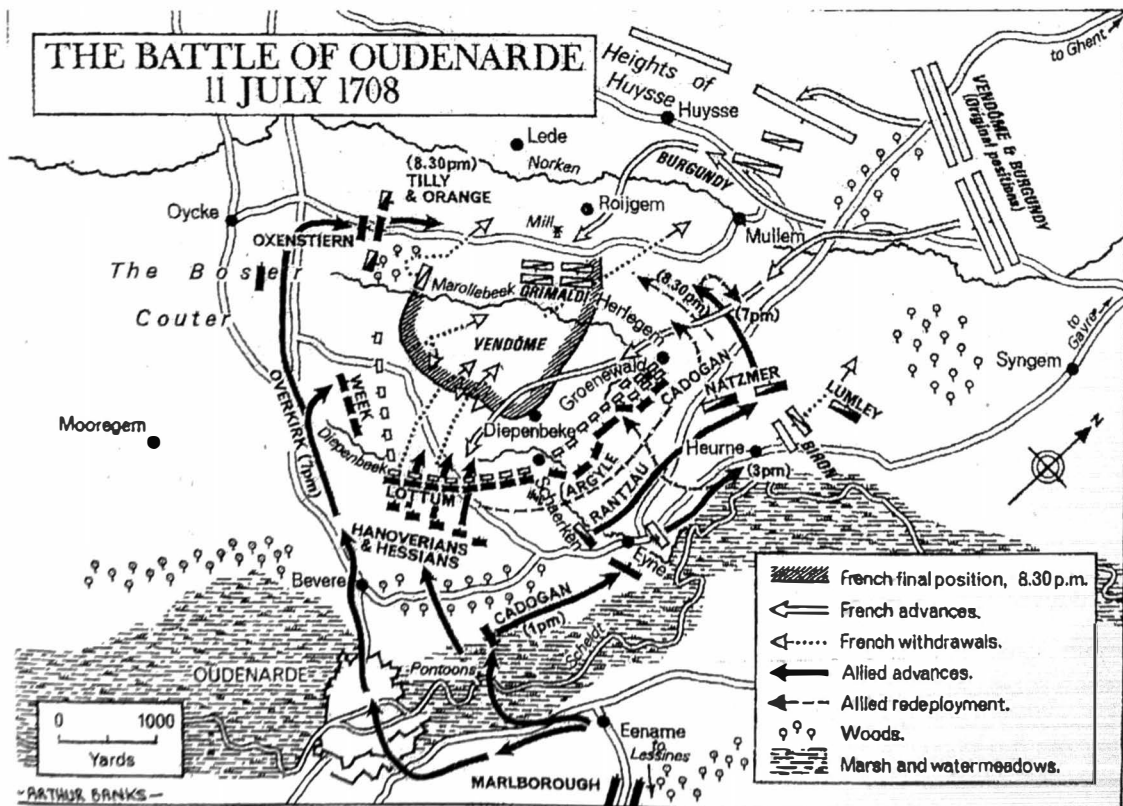 THE BATTLE OF OUDENARDE
11 JULY 1708
to Ghent
Heights of
Huysse
Huysse
VENDÔME & BURGUNDY
(Original positions)
Lede
Norken
(8.30pm)
TILLY
& ORANGE
BURGUNDY
Oycke
Roijgem
Mill
Mullem
OXENSTIERN
The Boser
Couter
Marollebeek
GRIMALDI
Herlegem
(8.30pm)
(7pm)
to
Gavre
VENDÔME
Syngem
Groenewald
CADOGAN
NATZMER
LUMLEY
WEEK
OVERKIRK (7pm)
Mooregem
Diepenbeke
Heurne
BIRON
Diepenbeek
(3pm)
ARGYLE
LOTTUM
Schaerken
RANTZAU
HANOVERIANS
& HESSIANS
Eyne
Bevere
CADOGAN
(1pm)
Scheldt
OUDENARDE
Pontoons
N
0 1000
Yards
Eename
to
Lessines
MARLBOROUGH
-ARTHUR BANKS-
French final position, 8.30 p.m.
French advances.
French withdrawals.
Allied advances.
Allied redeployment.
Woods.
Marsh and watermeadows.